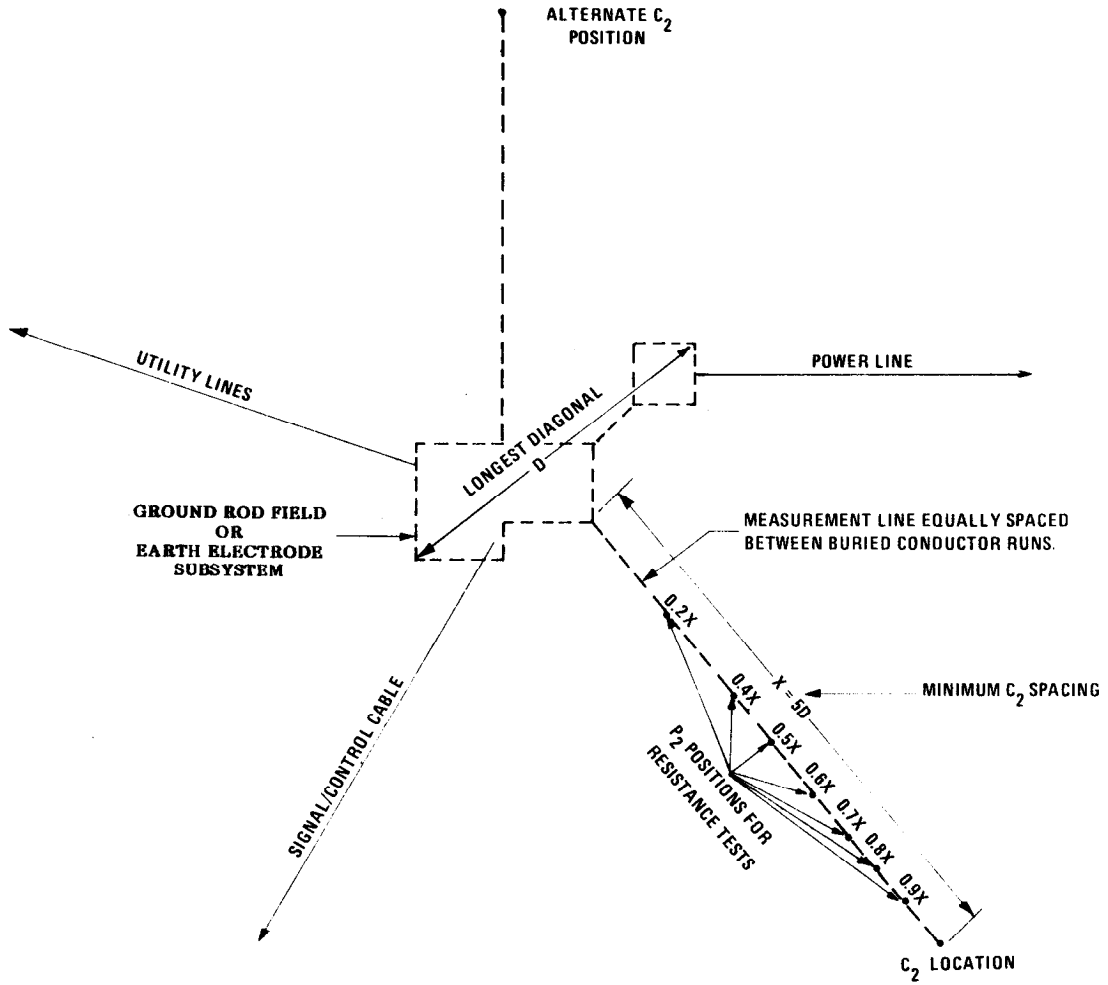 ALTERNATE C2
POSITION
UTILITY LINES
POWER LINE
LONGEST DIAGONAL
D
GROUND ROD FIELD
OR
EARTH ELECTRODE
SUBSYSTEM
MEASUREMENT LINE EQUALLY SPACED
BETWEEN BURIED CONDUCTOR RUNS.
0.2X
0.4X
0.5X
0.6X
0.7X
0.8X
0.9X
X = 5D
MINIMUM C2 SPACING
P2 POSITIONS FOR
RESISTANCE TESTS
SIGNAL/CONTROL CABLE
C2 LOCATION